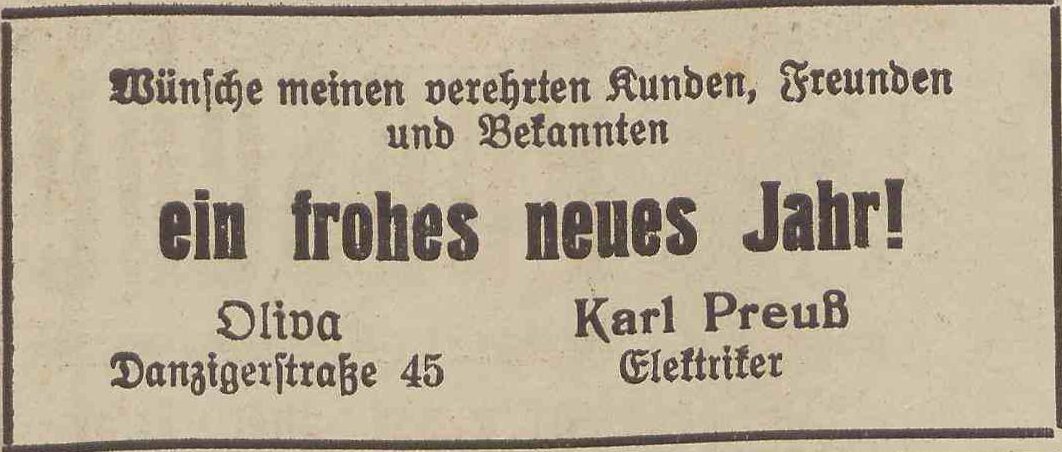 Wünsche meinen verehrten Kunden, Freunden
und Bekannten
ein frohes neues Jahr!
Oliva
Danzigerstraße 45
Karl Preuß
Elektriker